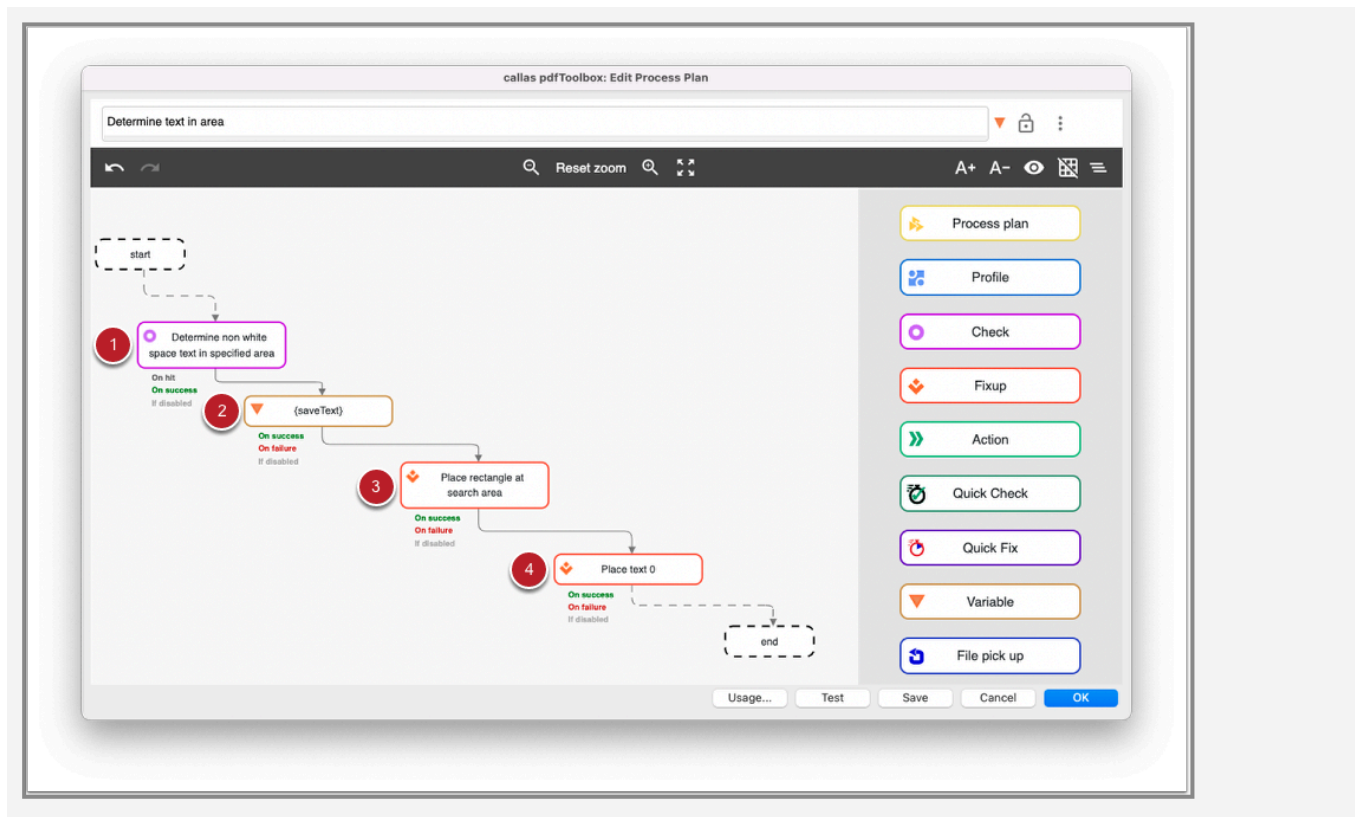 callas pdfToolbox: Edit Process Plan
Determine text in area
Reset zoom
A+ A-
start
1
Determine non white
space text in specified area
On hit
On success
If disabled
2
{saveText}
On success
On failure
If disabled
3
Place rectangle at
search area
On success
On failure
If disabled
4
Place text 0
On success
On failure
If disabled
end
Process plan
Profile
Check
Fixup
Action
Quick Check
Quick Fix
Variable
File pick up
Usage... Test Save Cancel OK